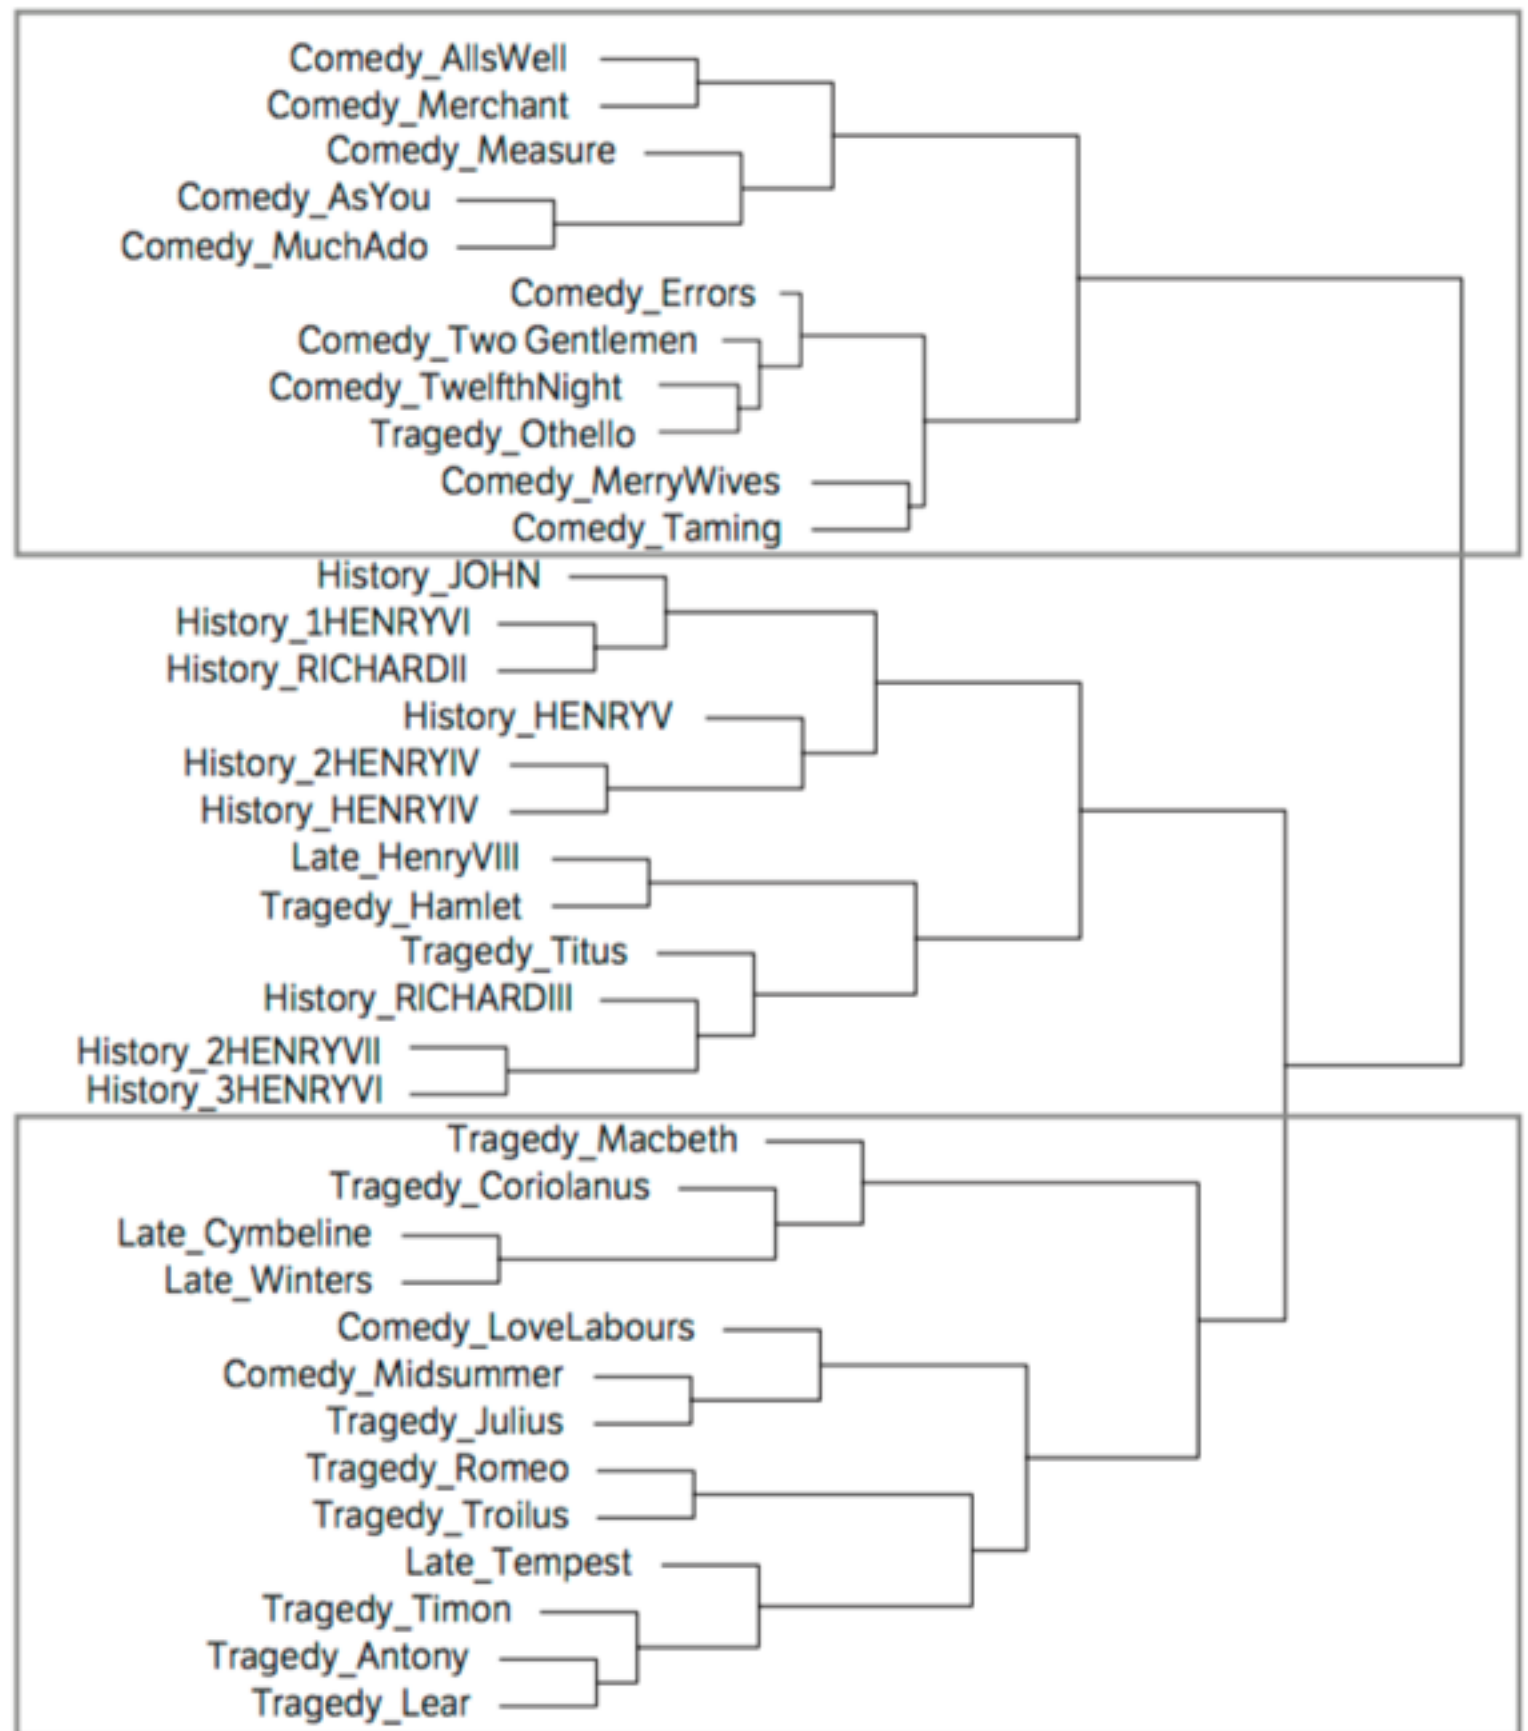 Comedy_AllsWell
Comedy_Merchant
Comedy_Measure
Comedy_AsYou
Comedy_MuchAdo
Comedy_Errors
Comedy_Two Gentlemen
Comedy_TwelfthNight
Tragedy_Othello
Comedy_MerryWives
Comedy_Taming
History_JOHN
History_1HENRYVI
History_RICHARDII
History_HENRYV
History_2HENRYIV
History_HENRYIV
Late_HenryVIII
Tragedy_Hamlet
Tragedy_Titus
History_RICHARDIII
History_2HENRYVII
History_3HENRYVI
Tragedy_Macbeth
Tragedy_Coriolanus
Late_Cymbeline
Late_Winters
Comedy_LoveLabours
Comedy_Midsummer
Tragedy_Julius
Tragedy_Romeo
Tragedy_Troilus
Late_Tempest
Tragedy_Timon
Tragedy_Antony
Tragedy_Lear